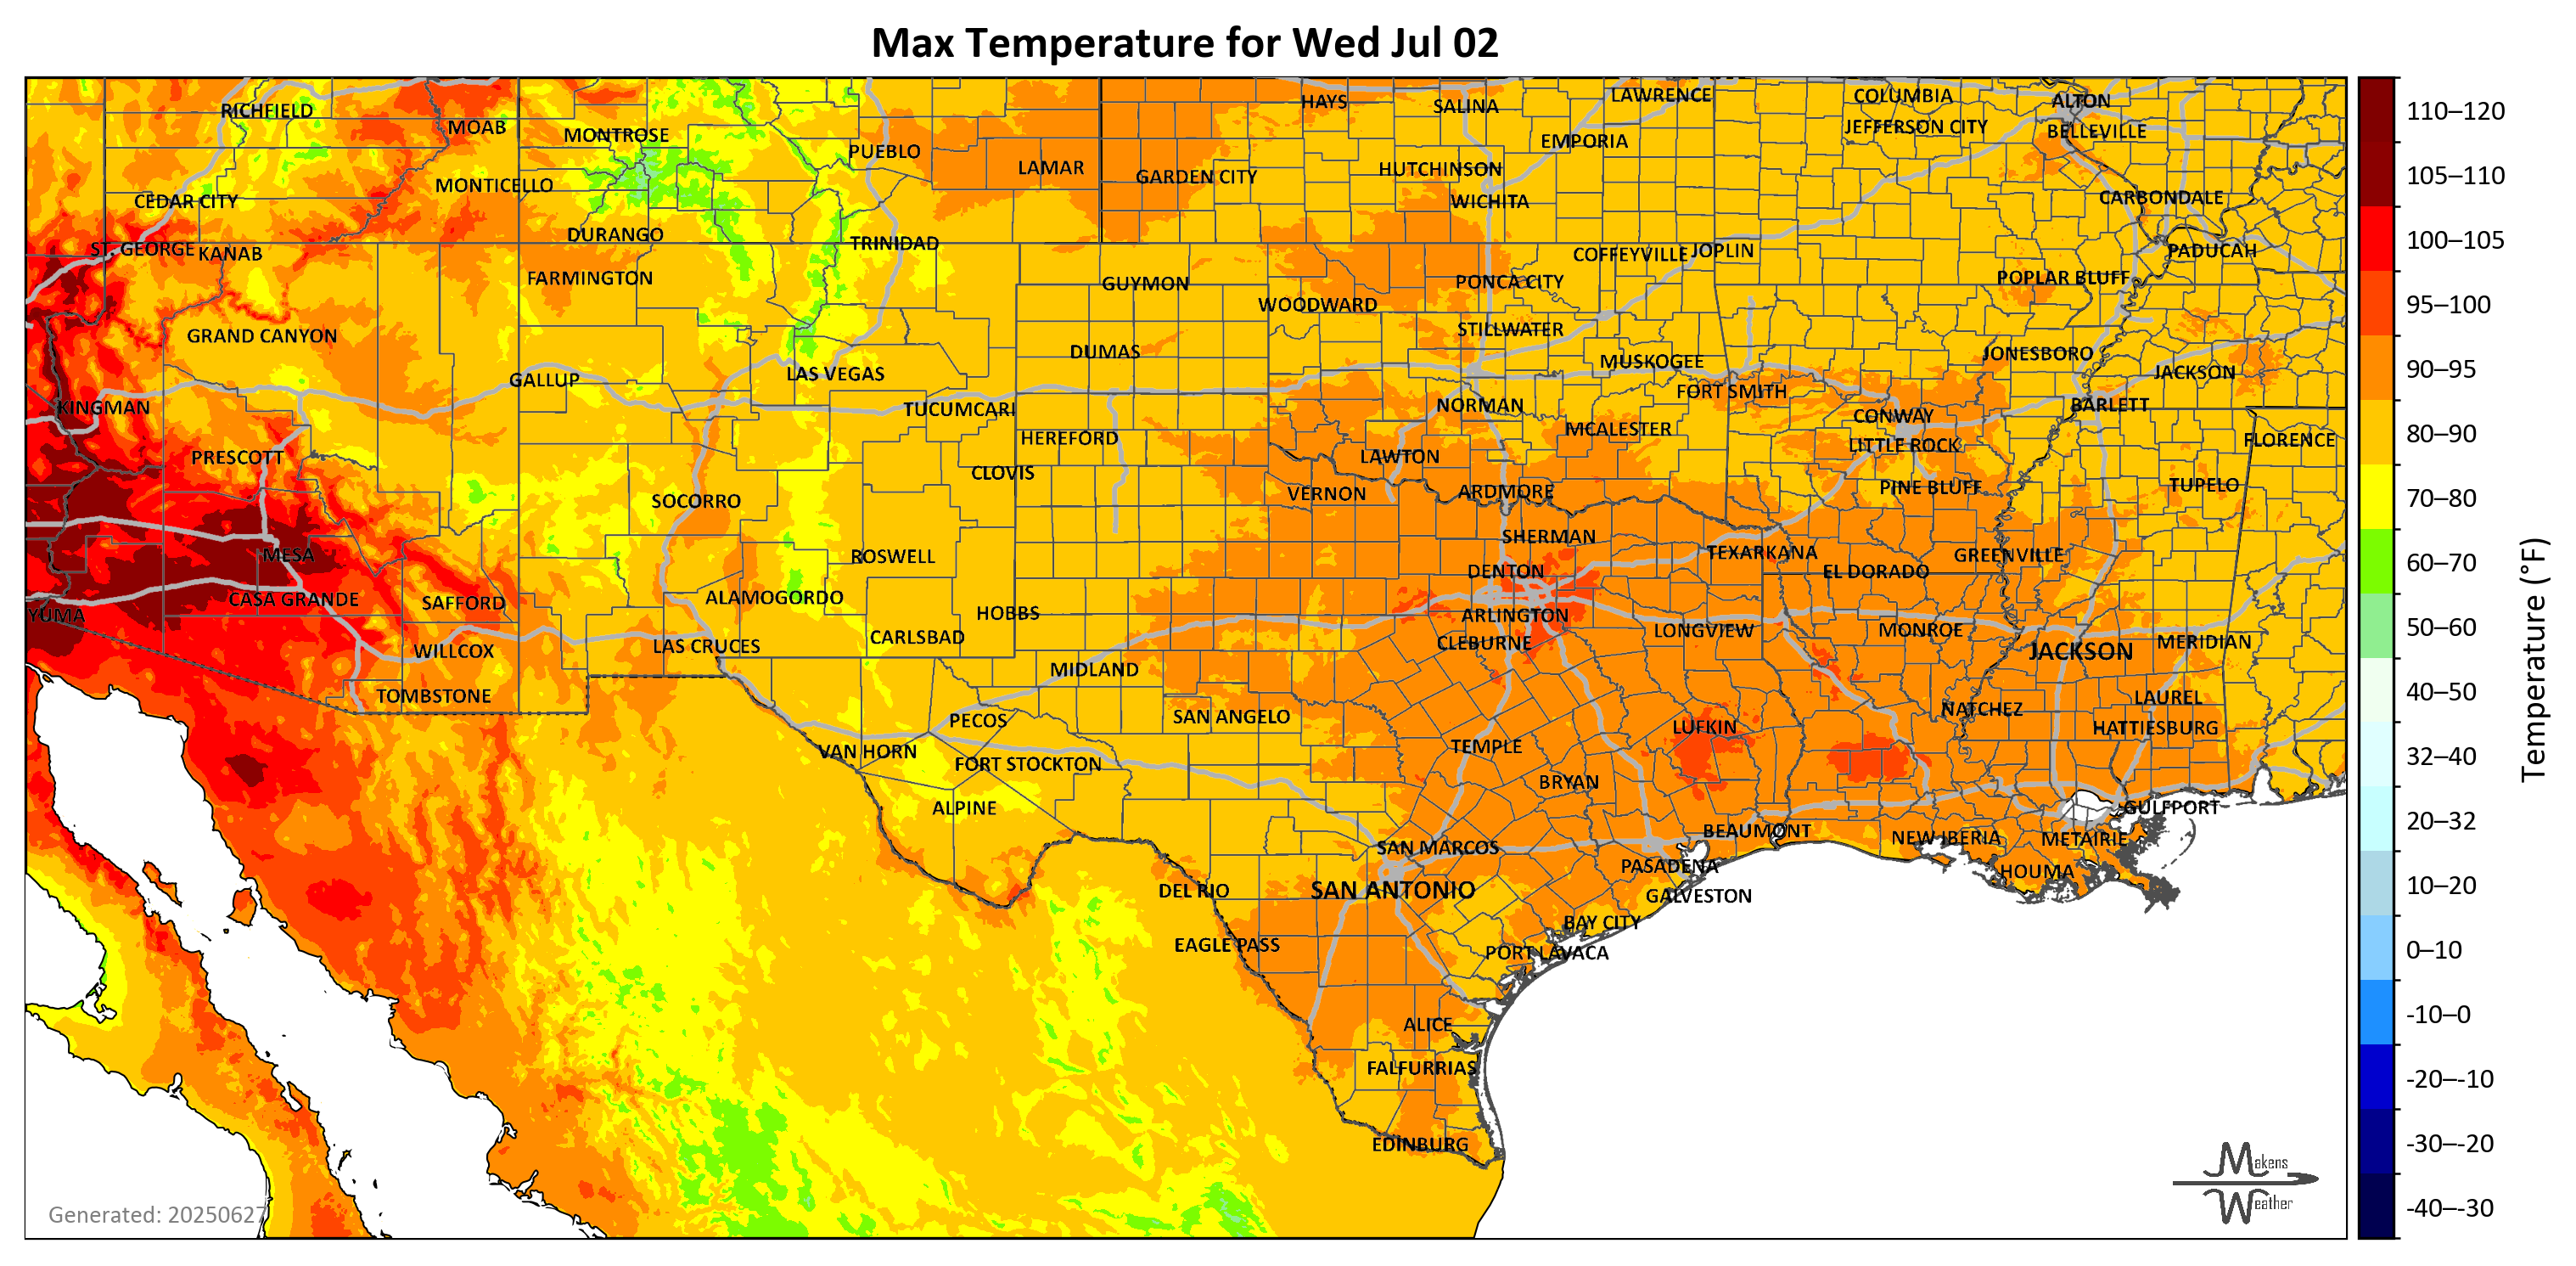 Max Temperature for Wed Jul 02
RICHFIELD
MOAB
MONTROSE
PUEBLO
LAMAR
GARDEN CITY
HAYS
SALINA
LAWRENCE
EMPORIA
HUTCHINSON
WICHITA
COLUMBIA
JEFFERSON CITY
ALTON
BELLEVILLE
CARBONDALE
CEDAR CITY
MONTICELLO
DURANGO
TRINIDAD
ST. GEORGE
KANAB
FARMINGTON
GUYMON
WOODWARD
PONCA CITY
COFFEYVILLE
JOPLIN
POPLAR BLUFF
PADUCAH
GRAND CANYON
DUMAS
STILLWATER
MUSKOGEE
JONESBORO
JACKSON
GALLUP
LAS VEGAS
FORT SMITH
KINGMAN
TUCUMCARI
NORMAN
CONWAY
BARLETT
HEREFORD
MCALESTER
LITTLE ROCK
FLORENCE
PRESCOTT
CLOVIS
LAWTON
SOCORRO
VERNON
ARDMORE
PINE BLUFF
TUPELO
MESA
ROSWELL
SHERMAN
TEXARKANA
GREENVILLE
DENTON
EL DORADO
YUMA
CASA GRANDE
SAFFORD
ALAMOGORDO
HOBBS
ARLINGTON
WILLCOX
LAS CRUCES
CARLSBAD
CLEBURNE
LONGVIEW
MONROE
JACKSON
MERIDIAN
MIDLAND
TOMBSTONE
PECOS
SAN ANGELO
LUFKIN
NATCHEZ
LAUREL
HATTIESBURG
VAN HORN
FORT STOCKTON
TEMPLE
BRYAN
ALPINE
GULFPORT
SAN MARCOS
BEAUMONT
NEW IBERIA
METAIRIE
DEL RIO
SAN ANTONIO
PASADENA
GALVESTON
HOUMA
EAGLE PASS
BAY CITY
PORT LAVACA
ALICE
FALFURRIAS
EDINBURG
Generated: 20250627
Makens
Weather
110–120
105–110
100–105
95–100
90–95
80–90
70–80
60–70
50–60
40–50
32–40
20–32
10–20
0–10
-10–0
-20–-10
-30–-20
-40–-30
Temperature (°F)